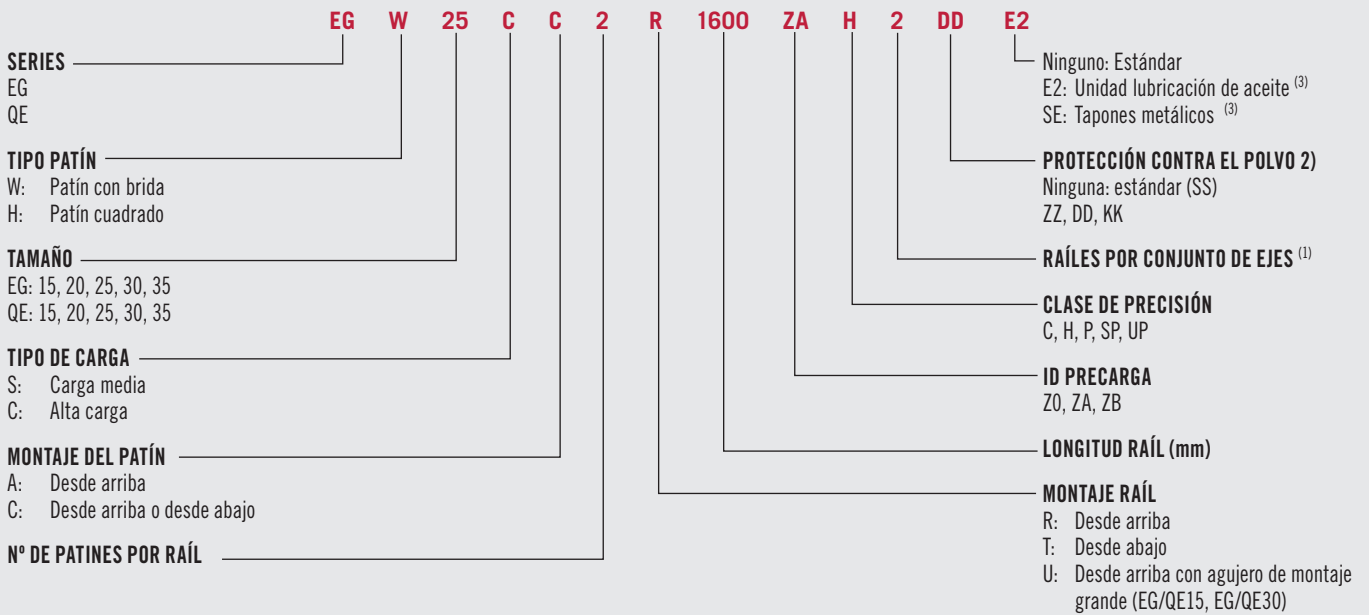 EG W 25 C C 2 R 1600 ZA H 2 DD E2
SERIES
EG
QE
TIPO PATÍN
W: Patín con brida
H: Patín cuadrado
TAMAÑO
EG: 15, 20, 25, 30, 35
QE: 15, 20, 25, 30, 35
TIPO DE CARGA
S: Carga media
C: Alta carga
MONTAJE DEL PATÍN
A: Desde arriba
C: Desde arriba o desde abajo
Nº DE PATINES POR RAÍL
Ninguno: Estándar
E2: Unidad lubricación de aceite (3)
SE: Tapones metálicos (3)
PROTECCIÓN CONTRA EL POLVO 2)
Ninguna: estándar (SS)
ZZ, DD, KK
RAÍLES POR CONJUNTO DE EJES (1)
CLASE DE PRECISIÓN
C, H, P, SP, UP
ID PRECARGA
Z0, ZA, ZB
LONGITUD RAÍL (mm)
MONTAJE RAÍL
R: Desde arriba
T: Desde abajo
U: Desde arriba con agujero de montaje
grande (EG/QE15, EG/QE30)